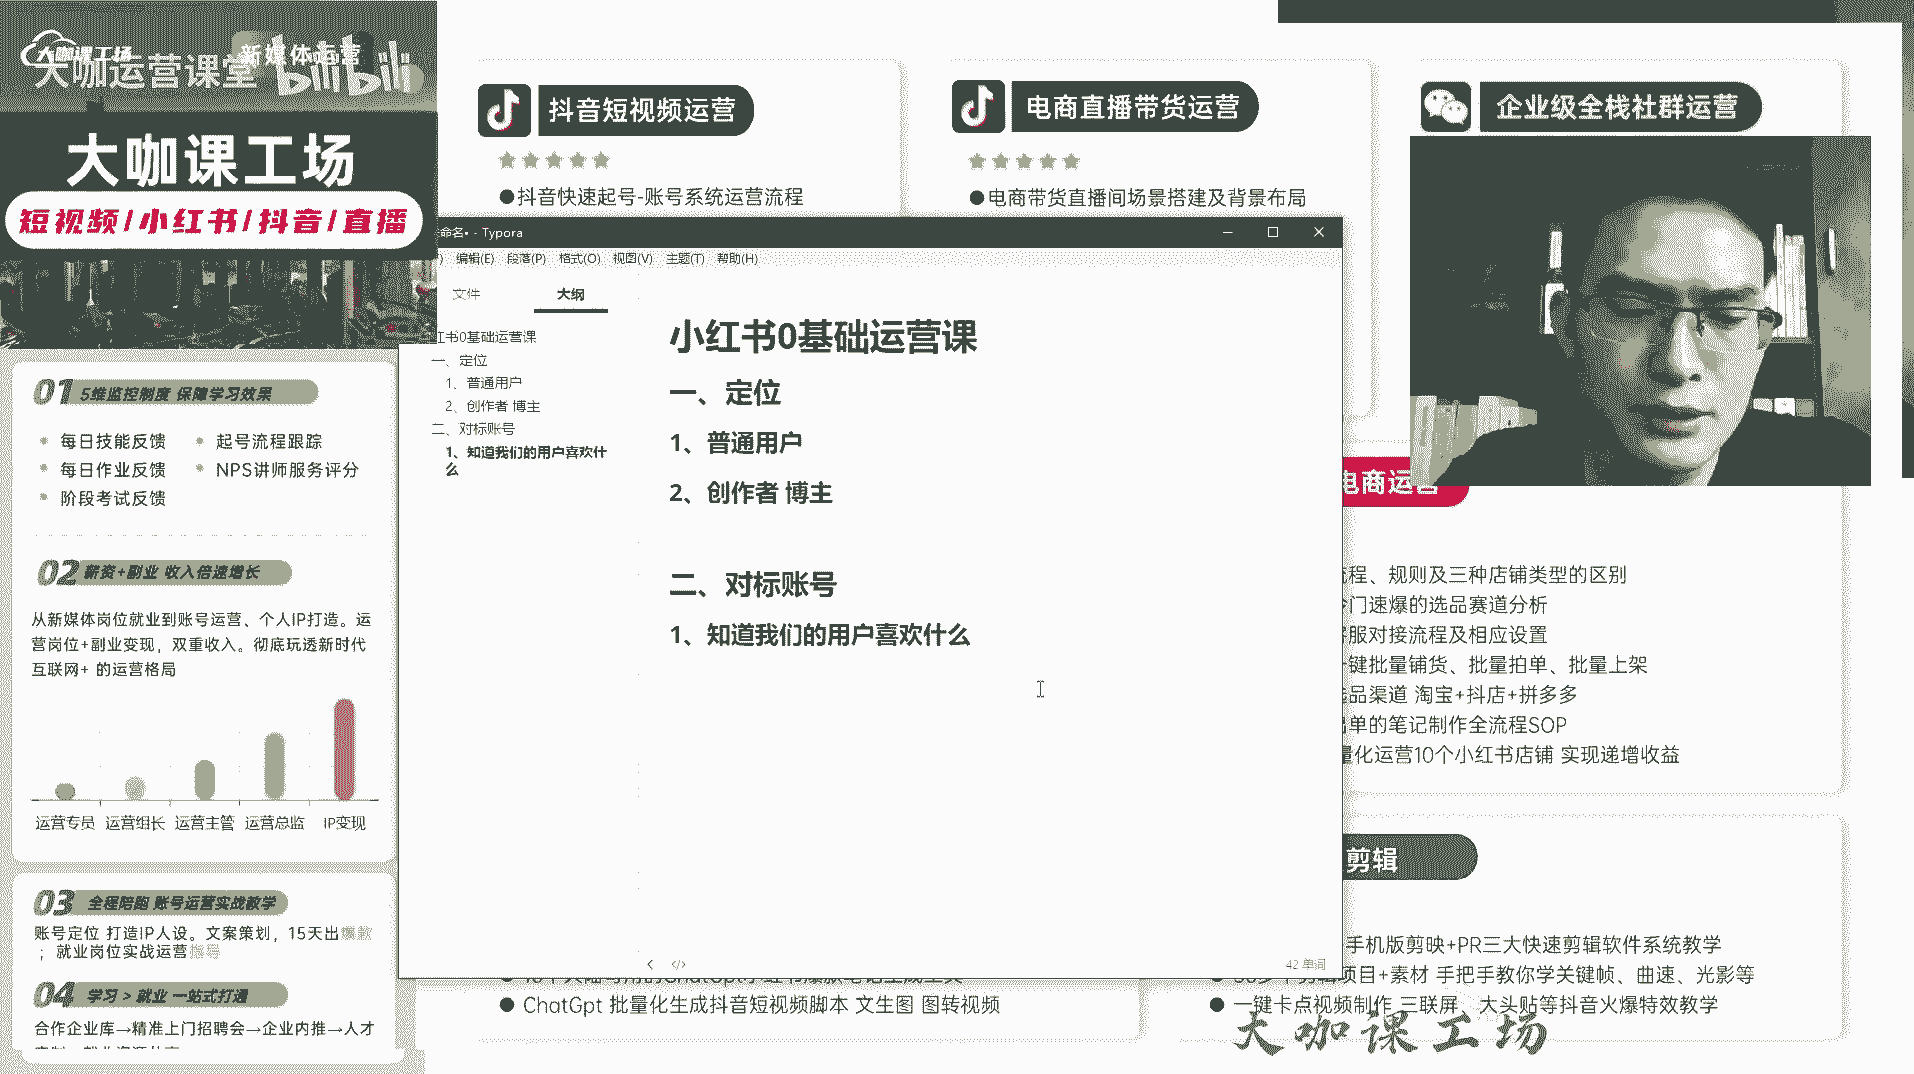 大咖课工场
新媒体运营
大咖运营课堂
bilibili
大咖课工场
短视频/小红书/抖音/直播
01 5维监控制度 保障学习效果
每日技能反馈
起号流程跟踪
每日作业反馈
NPS讲师服务评分
阶段考试反馈
02 薪资+副业 收入倍速增长
从新媒体岗位就业到账号运营、个人IP打造。运
营岗位+副业变现，双重收入。彻底玩透新时代
互联网+ 的运营格局
运营专员 运营组长 运营主管 运营总监 IP变现
03 全程陪跑 账号运营实战教学
账号定位 打造IP人设。文案策划，15天出爆款
；就业岗位实战运营指导
04 学习 > 就业 一站式打通
合作企业库→精准上门招聘会→企业内推→人才
抖音短视频运营
●抖音快速起号-账号系统运营流程
电商直播带货运营
●电商带货直播间场景搭建及背景布局
企业级全栈社群运营
未命名• - Typora
编辑(E) 段落(P) 格式(O) 视图(V) 主题(T) 帮助(H)
文件
大纲
红书0基础运营课
一、定位
1、普通用户
2、创作者 博主
二、对标账号
1、知道我们的用户喜欢什
么
小红书0基础运营课
一、定位
1、普通用户
2、创作者 博主
二、对标账号
1、知道我们的用户喜欢什么
42 单词
电商运营
流程、规则及三种店铺类型的区别
冷门速爆的选品赛道分析
客服对接流程及相应设置
一键批量铺货、批量拍单、批量上架
选品渠道 淘宝+抖店+拼多多
出单的笔记制作全流程SOP
量化运营10个小红书店铺 实现递增收益
剪辑
手机版剪映+PR三大快速剪辑软件系统教学
项目+素材 手把手教你学关键帧、曲速、光影等
● 一键卡点视频制作 三联屏、大头贴等抖音火爆特效教学
● ChatGpt 批量化生成抖音短视频脚本 文生图 图转视频
大咖课工场